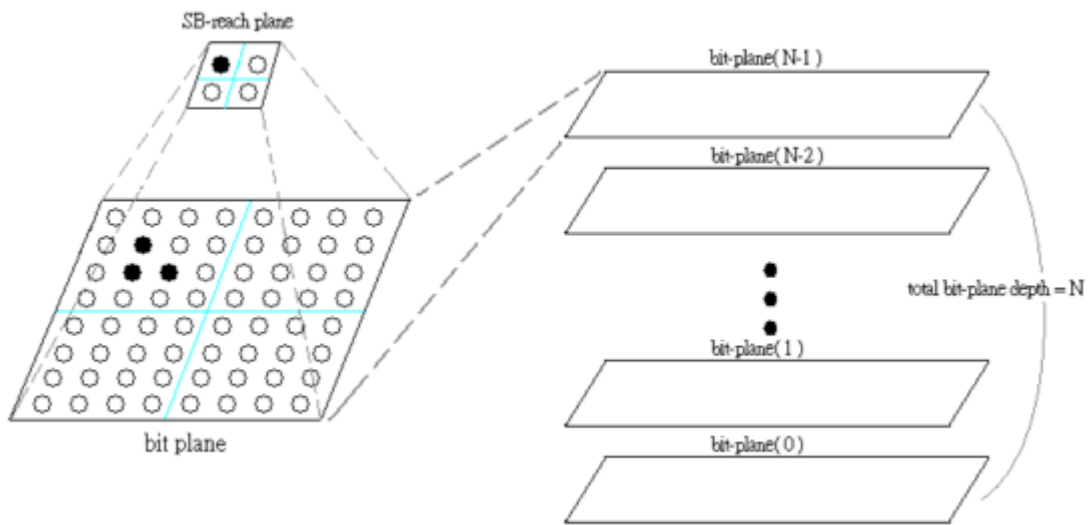 SB-reach plane
bit plane
bit-plane( N-1 )
bit-plane( N-2)
total bit-plane depth = N
bit-plane( 1 )
bit-plane( 0 )